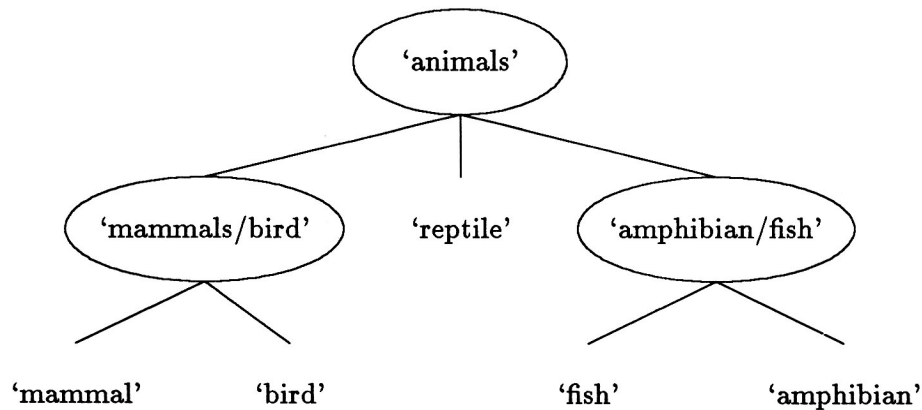 ‘animals’
‘mammals/bird’ ‘reptile’ ‘amphibian/fish’
‘mammal’ ‘bird’ ‘fish’ ‘amphibian’